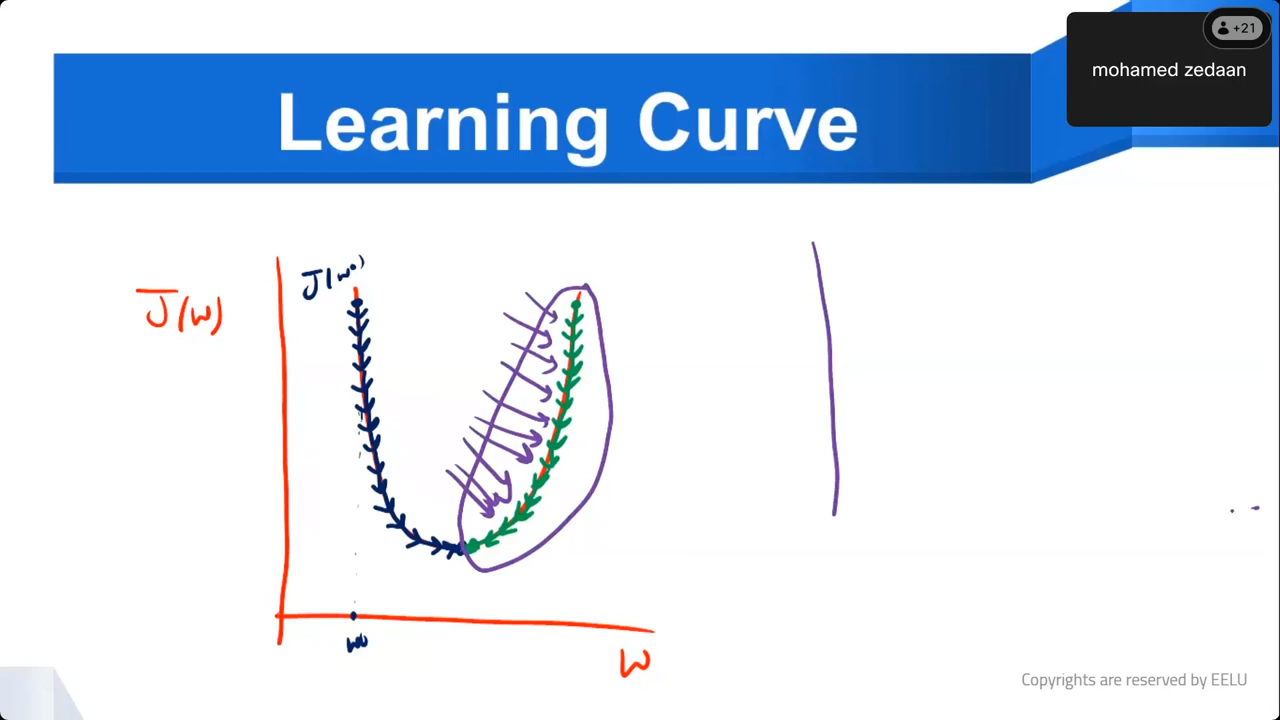 +21
mohamed zedaan
Learning Curve
J(w0)
J(w)
w0
W
Copyrights are reserved by EELU